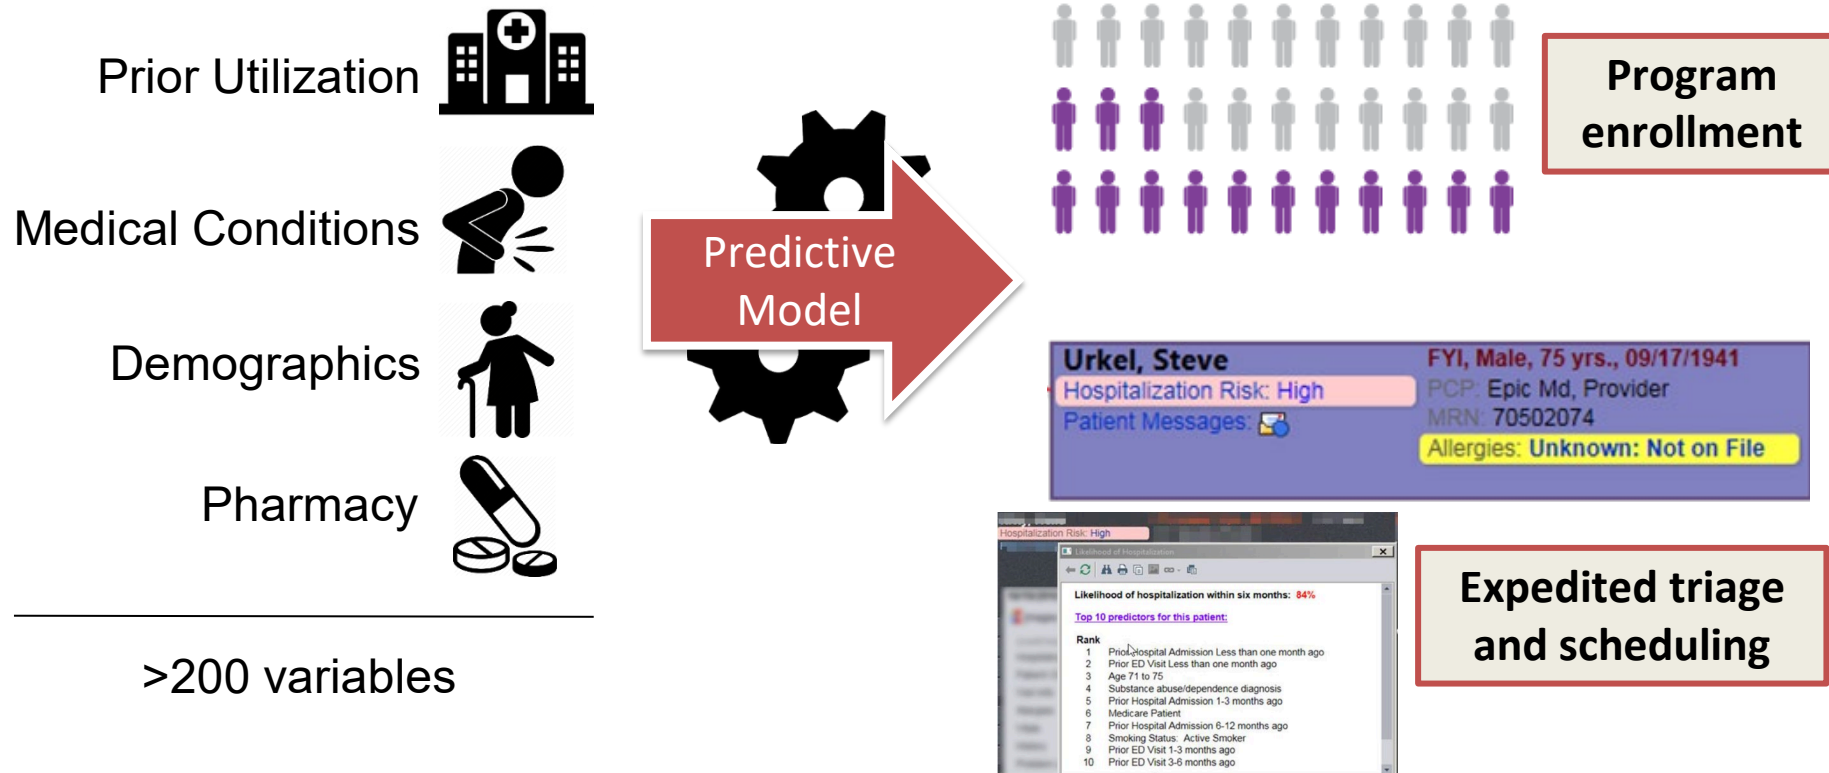 Prior Utilization
Medical Conditions
Demographics
Pharmacy
>200 variables
Predictive
Model
Program
enrollment
Urkel, Steve
Hospitalization Risk: High
Patient Messages:
FYI, Male, 75 yrs., 09/17/1941
PCP: Epic Md, Provider
MRN: 70502074
Allergies: Unknown: Not on File
Hospitalization Risk: High
Likelihood of Hospitalization
Likelihood of hospitalization within six months: 84%
Top 10 predictors for this patient:
Rank
1 Prior Hospital Admission Less than one month ago
2 Prior ED Visit Less than one month ago
3 Age 71 to 75
4 Substance abuse/dependence diagnosis
5 Prior Hospital Admission 1-3 months ago
6 Medicare Patient
7 Prior Hospital Admission 6-12 months ago
8 Smoking Status: Active Smoker
9 Prior ED Visit 1-3 months ago
10 Prior ED Visit 3-6 months ago
Expedited triage
and scheduling